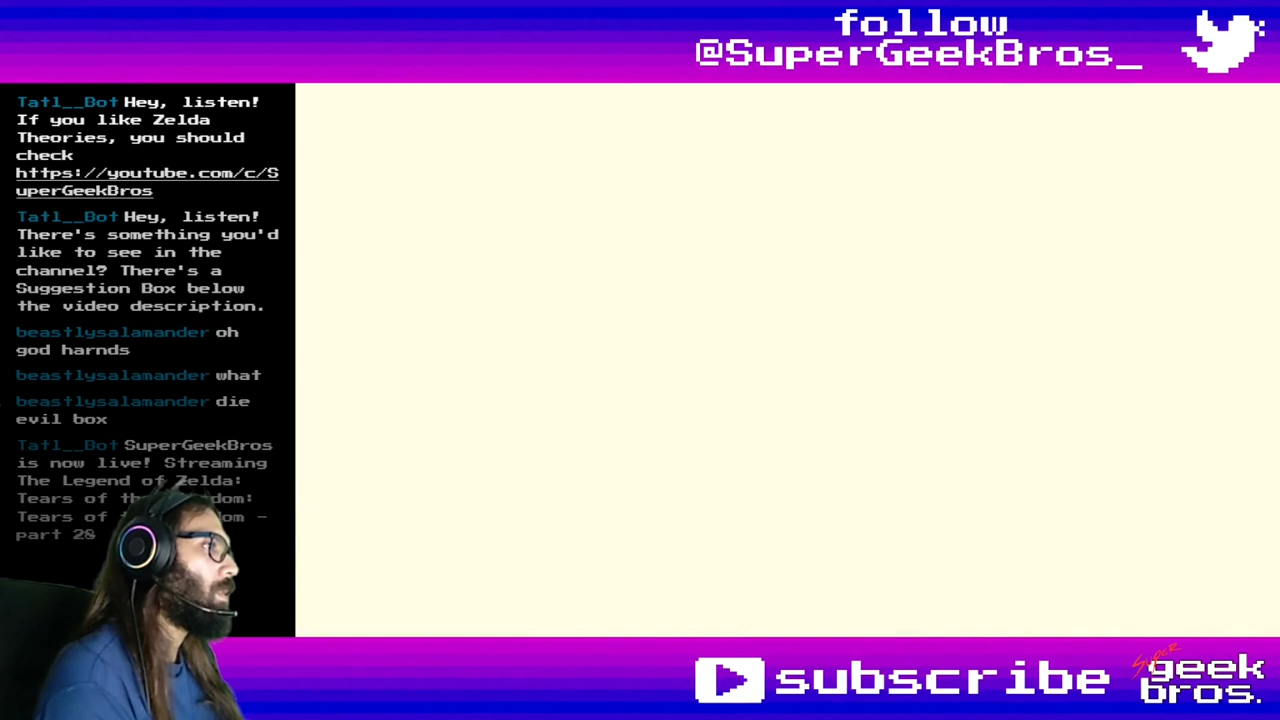 follow
@SuperGeekBros_
Tatl__Bot Hey, listen!
If you like Zelda
Theories, you should
check
https://youtube.com/c/S
uperGeekBros
Tatl__Bot Hey, listen!
There's something you'd
like to see in the
channel? There's a
Suggestion Box below
the video description.
beastlysalamander oh
god harnds
beastlysalamander what
beastlysalamander die
evil box
Tatl__Bot SuperGeekBros
is now live! Streaming
The Legend of Zelda:
Tears of
Tears of
part 28
subscribe
SUPER
geek
bros.